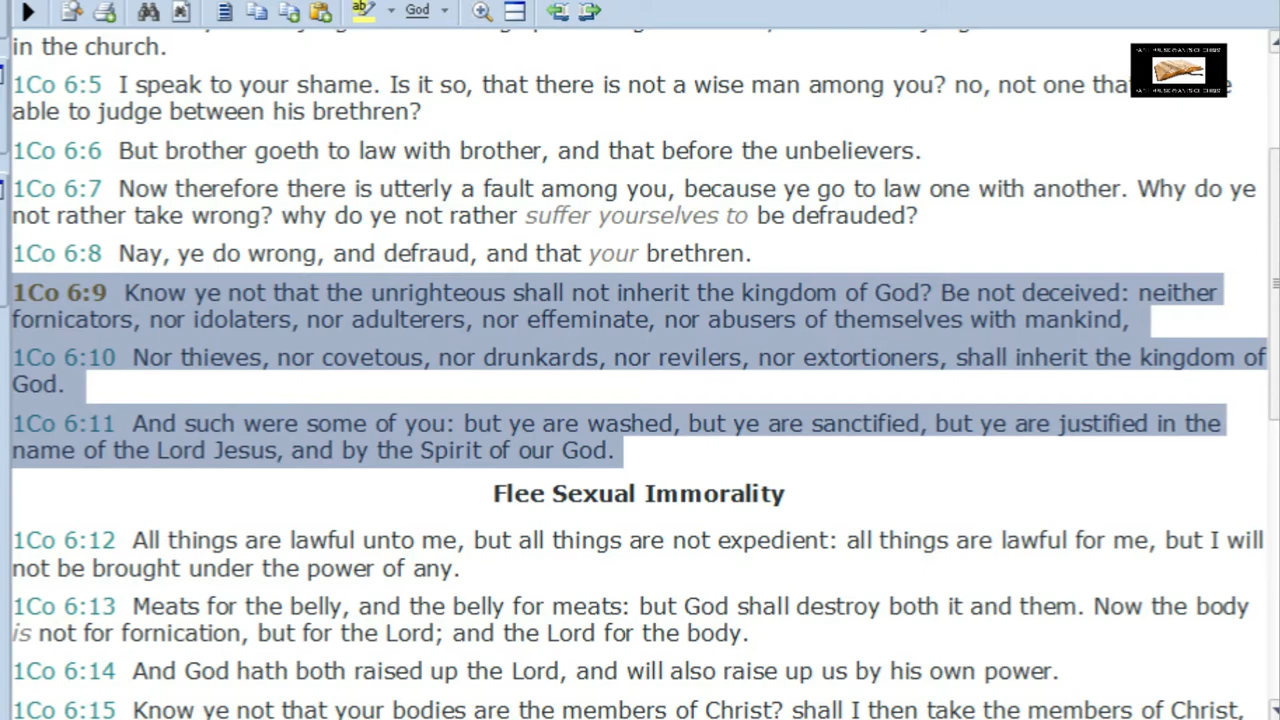 ab
God
in the church.
1Co 6:5 I speak to your shame. Is it so, that there is not a wise man among you? no, not one
able to judge between his brethren?
1Co 6:6 But brother goeth to law with brother, and that before the unbelievers.
1Co 6:7 Now therefore there is utterly a fault among you, because ye go to law one with another. Why do ye
not rather take wrong? why do ye not rather suffer yourselves to be defrauded?
1Co 6:8 Nay, ye do wrong, and defraud, and that your brethren.
1Co 6:9 Know ye not that the unrighteous shall not inherit the kingdom of God? Be not deceived: neither
fornicators, nor idolaters, nor adulterers, nor effeminate, nor abusers of themselves with mankind,
1Co 6:10 Nor thieves, nor covetous, nor drunkards, nor revilers, nor extortioners, shall inherit the kingdom of
God.
1Co 6:11 And such were some of you: but ye are washed, but ye are sanctified, but ye are justified in the
name of the Lord Jesus, and by the Spirit of our God.
Flee Sexual Immorality
1Co 6:12 All things are lawful unto me, but all things are not expedient: all things are lawful for me, but I will
not be brought under the power of any.
1Co 6:13 Meats for the belly, and the belly for meats: but God shall destroy both it and them. Now the body
is not for fornication, but for the Lord; and the Lord for the body.
1Co 6:14 And God hath both raised up the Lord, and will also raise up us by his own power.
1Co 6:15 Know ye not that your bodies are the members of Christ? shall I then take the members of Christ,